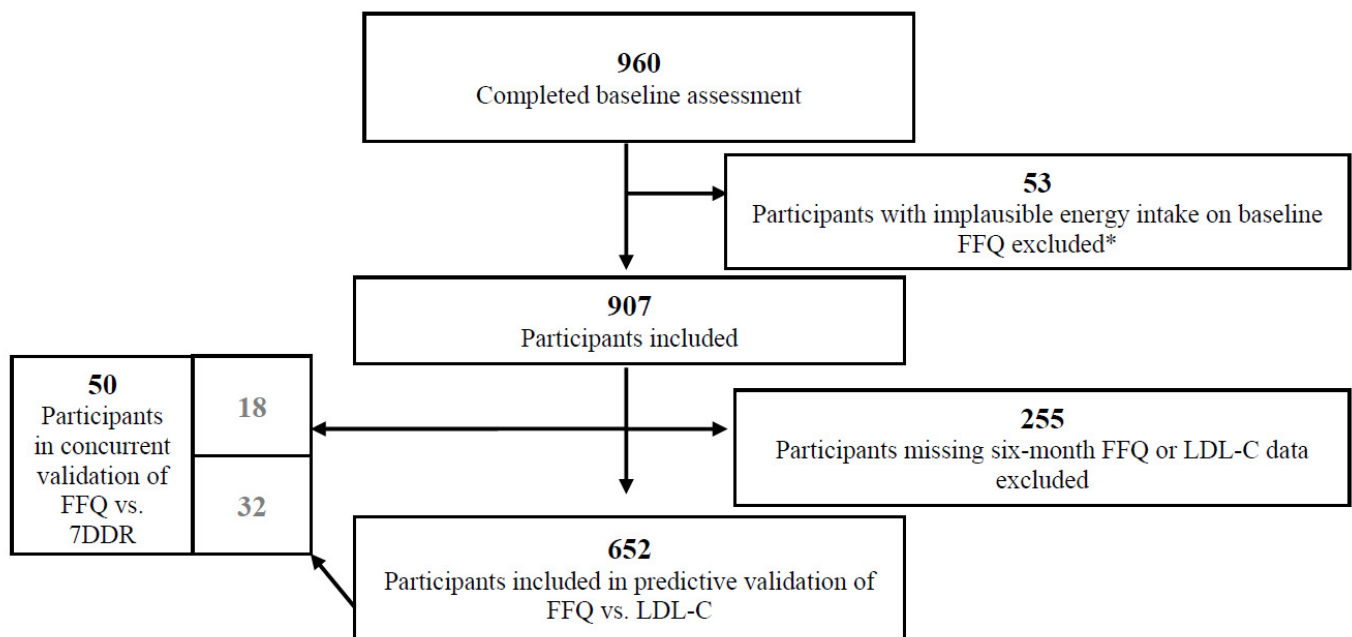 960
Completed baseline assessment
53
Participants with implausible energy intake on baseline
FFQ excluded*
907
Participants included
50
Participants
in concurrent
validation of
FFQ vs.
7DDR
18
32
255
Participants missing six-month FFQ or LDL-C data
excluded
652
Participants included in predictive validation of
FFQ vs. LDL-C